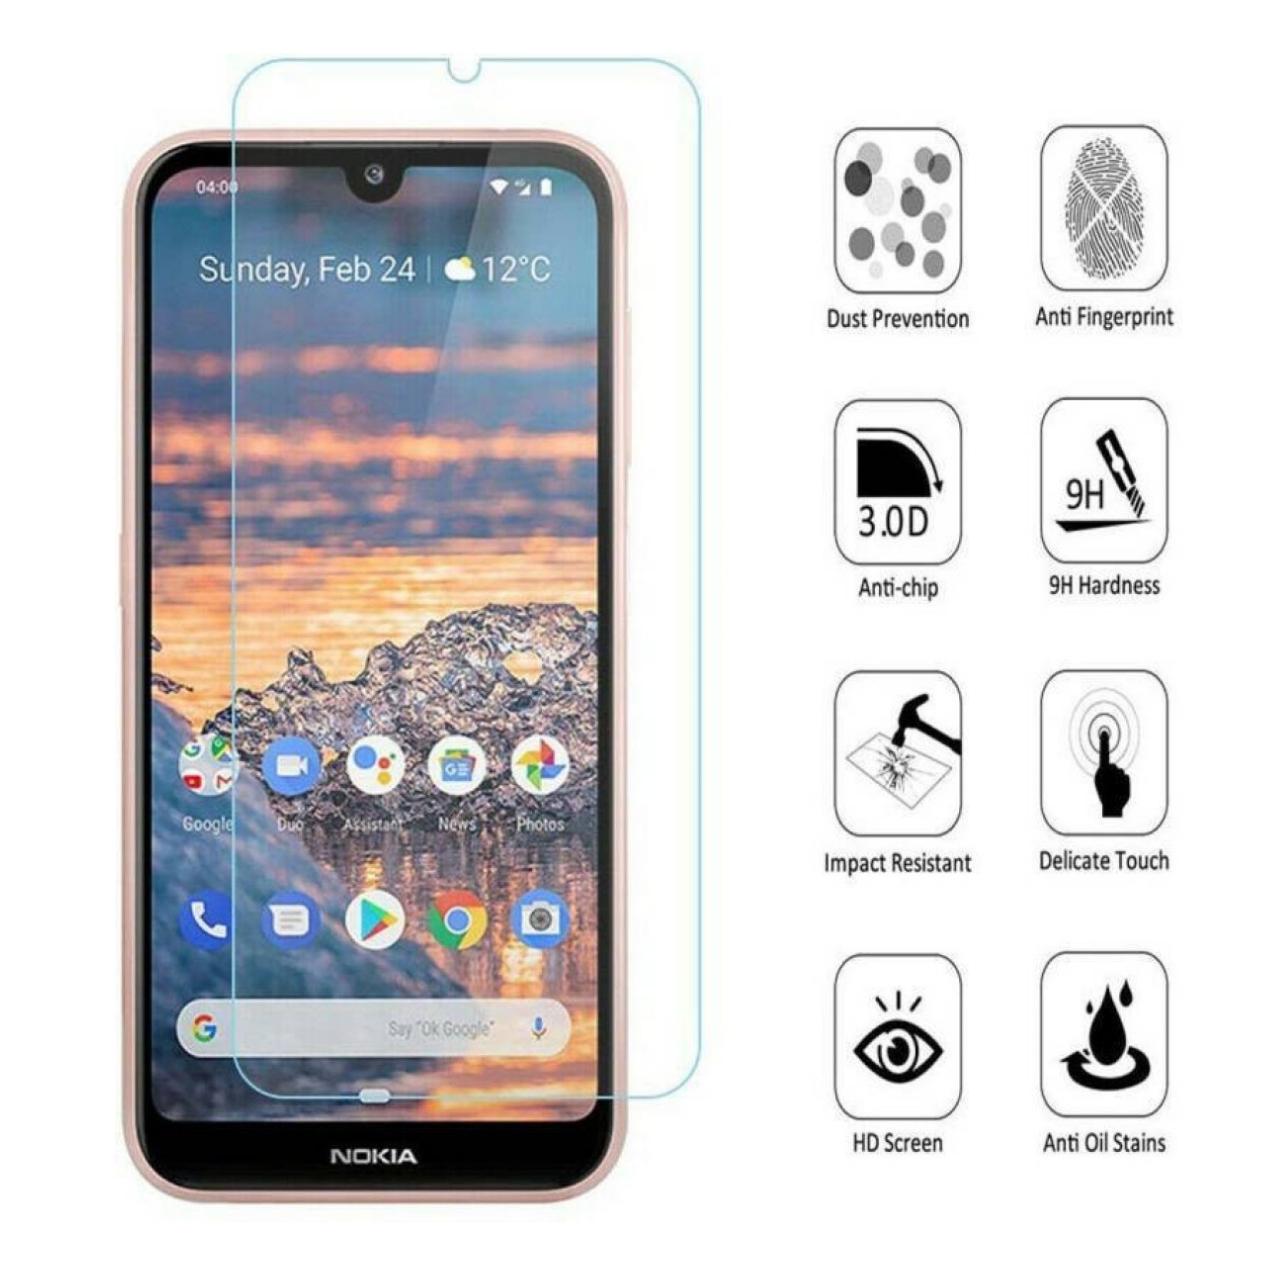 04:00
Sunday, Feb 24 | 12°C
Google Duo Assistant News Photos
Say "Ok Google"
NOKIA
Dust Prevention
Anti Fingerprint
3.0D
Anti-chip
9H
9H Hardness
Impact Resistant
Delicate Touch
HD Screen
Anti Oil Stains